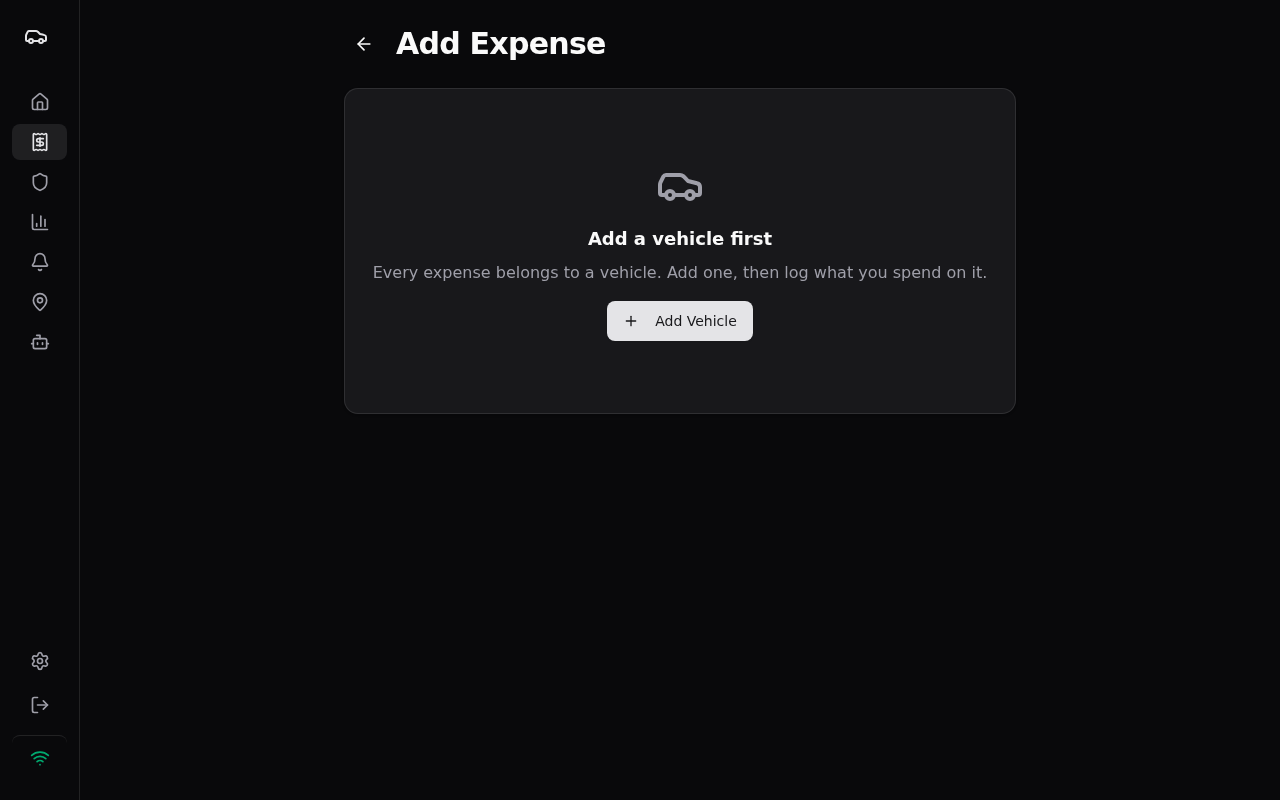 Add Expense
Add a vehicle first
Every expense belongs to a vehicle. Add one, then log what you spend on it.
Add Vehicle